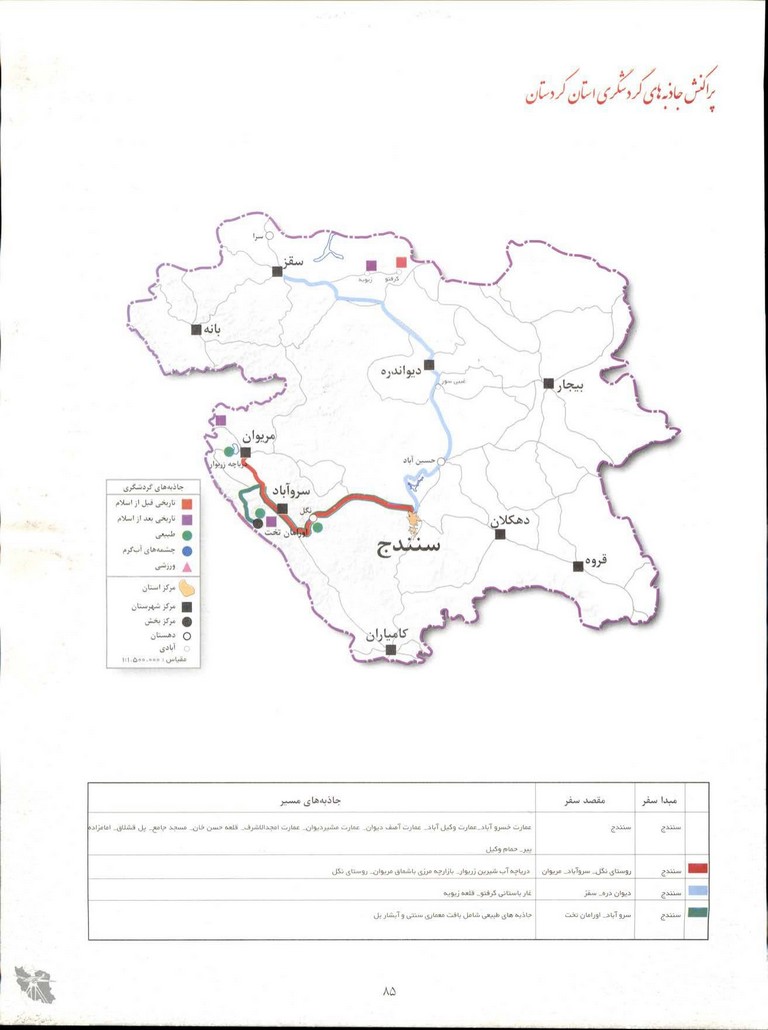 پراکنش جاذبه‌های گردشگری استان کردستان
سرا
سقز
زیویه
کرفتو
بانه
دیواندره
بیجار
مریوان
دریاچه زریوار
حسین آباد
سروآباد
نگل
اورامان تخت
سنندج
دهکلان
قروه
کامیاران
جاذبه‌های گردشگری
تاریخی قبل از اسلام
تاریخی بعد از اسلام
طبیعی
چشمه‌های آب‌گرم
ورزشی
مرکز استان
مرکز شهرستان
مرکز بخش
دهستان
آبادی
مقیاس : ۱:۱.۵۰۰.۰۰۰
مبدا سفر مقصد سفر جاذبه‌های مسیر
سنندج سنندج عمارت خسرو آباد_ عمارت وکیل آباد_ عمارت آصف دیوان_ عمارت مشیردیوان_ عمارت امجدالاشرف_ قلعه حسن خان_ مسجد جامع_ پل قشلاق_ امامزاده
پیر_ حمام وکیل
سنندج روستای نگل_ سروآباد_ مریوان دریاچه آب شیرین زریوار_ بازارچه مرزی باشماق مریوان_ روستای نگل
سنندج دیوان دره_ سقز غار باستانی کرفتو_ قلعه زیویه
سنندج سرو آباد_ اورامان تخت جاذبه های طبیعی شامل بافت معماری سنتی و آبشار بل
۸۵